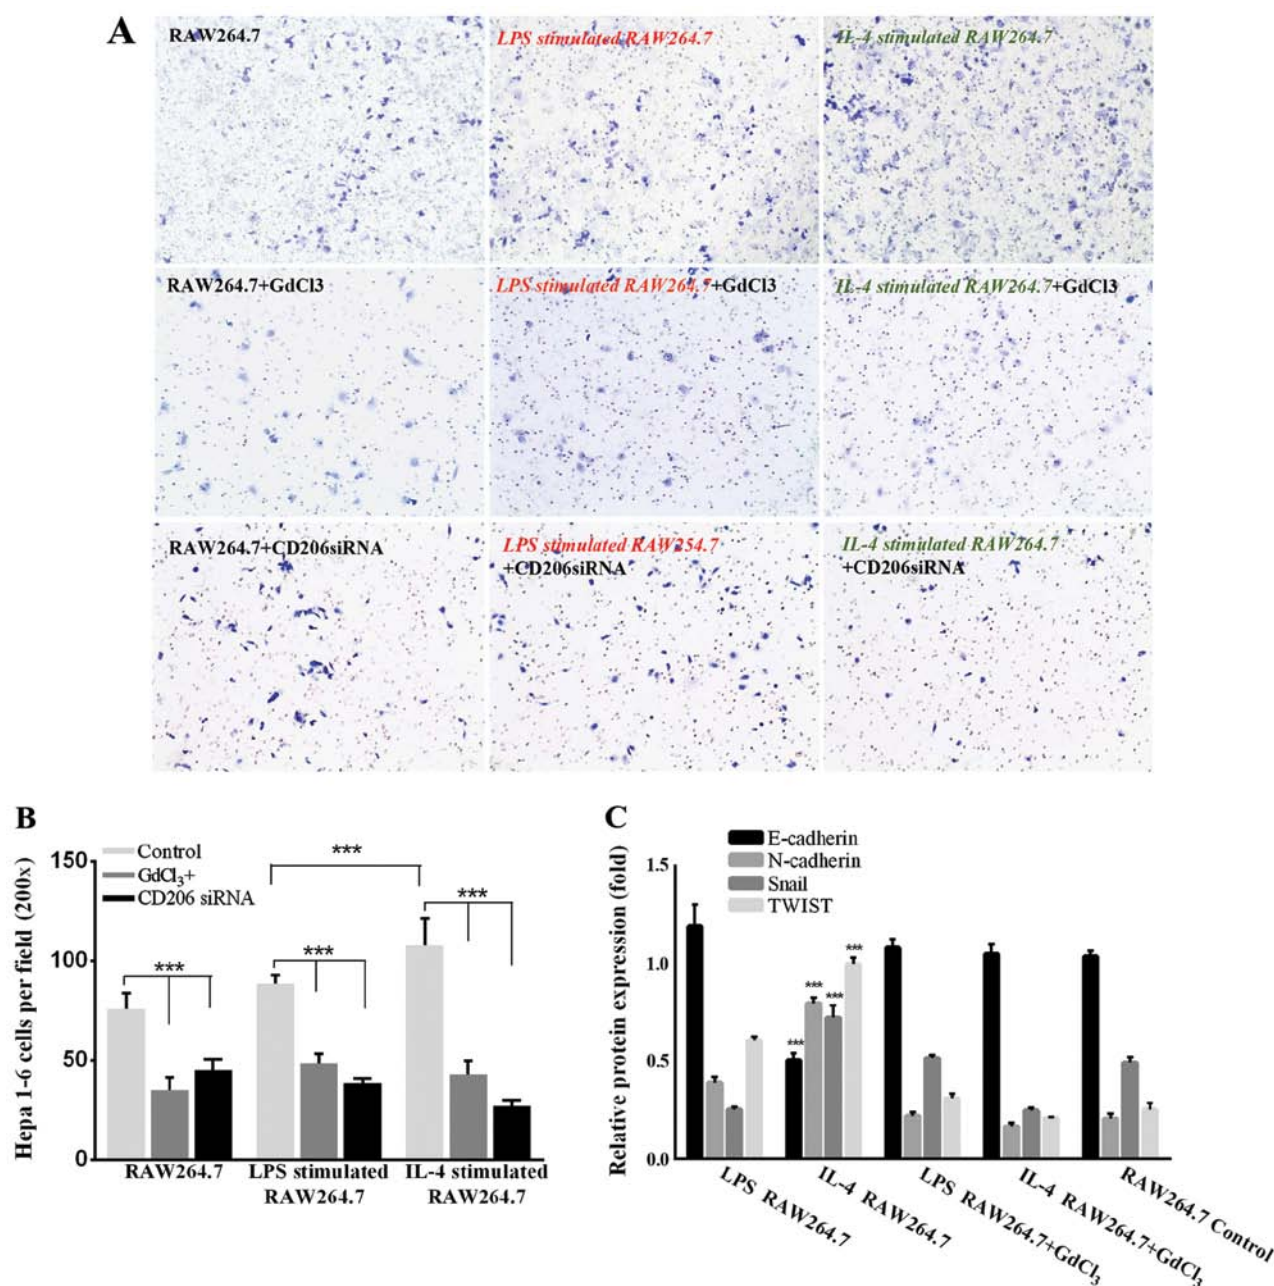 A
RAW264.7
LPS stimulated RAW264.7
IL-4 stimulated RAW264.7
RAW264.7+GdCl3
LPS stimulated RAW264.7+GdCl3
IL-4 stimulated RAW264.7+GdCl3
RAW264.7+CD206siRNA
LPS stimulated RAW254.7
+CD206siRNA
IL-4 stimulated RAW264.7
+CD206siRNA
B
Control
GdCl₃+
CD206 siRNA
Hepa 1-6 cells per field (200x)
150
100
50
0
***
***
***
***
RAW264.7
LPS stimulated
RAW264.7
IL-4 stimulated
RAW264.7
C
E-cadherin
N-cadherin
Snail
TWIST
Relative protein expression (fold)
1.5
1.0
0.5
0.0
***
***
***
***
LPS RAW264.7
IL-4 RAW264.7
LPS RAW264.7+GdCl₃
IL-4 RAW264.7+GdCl₃
RAW264.7 Control